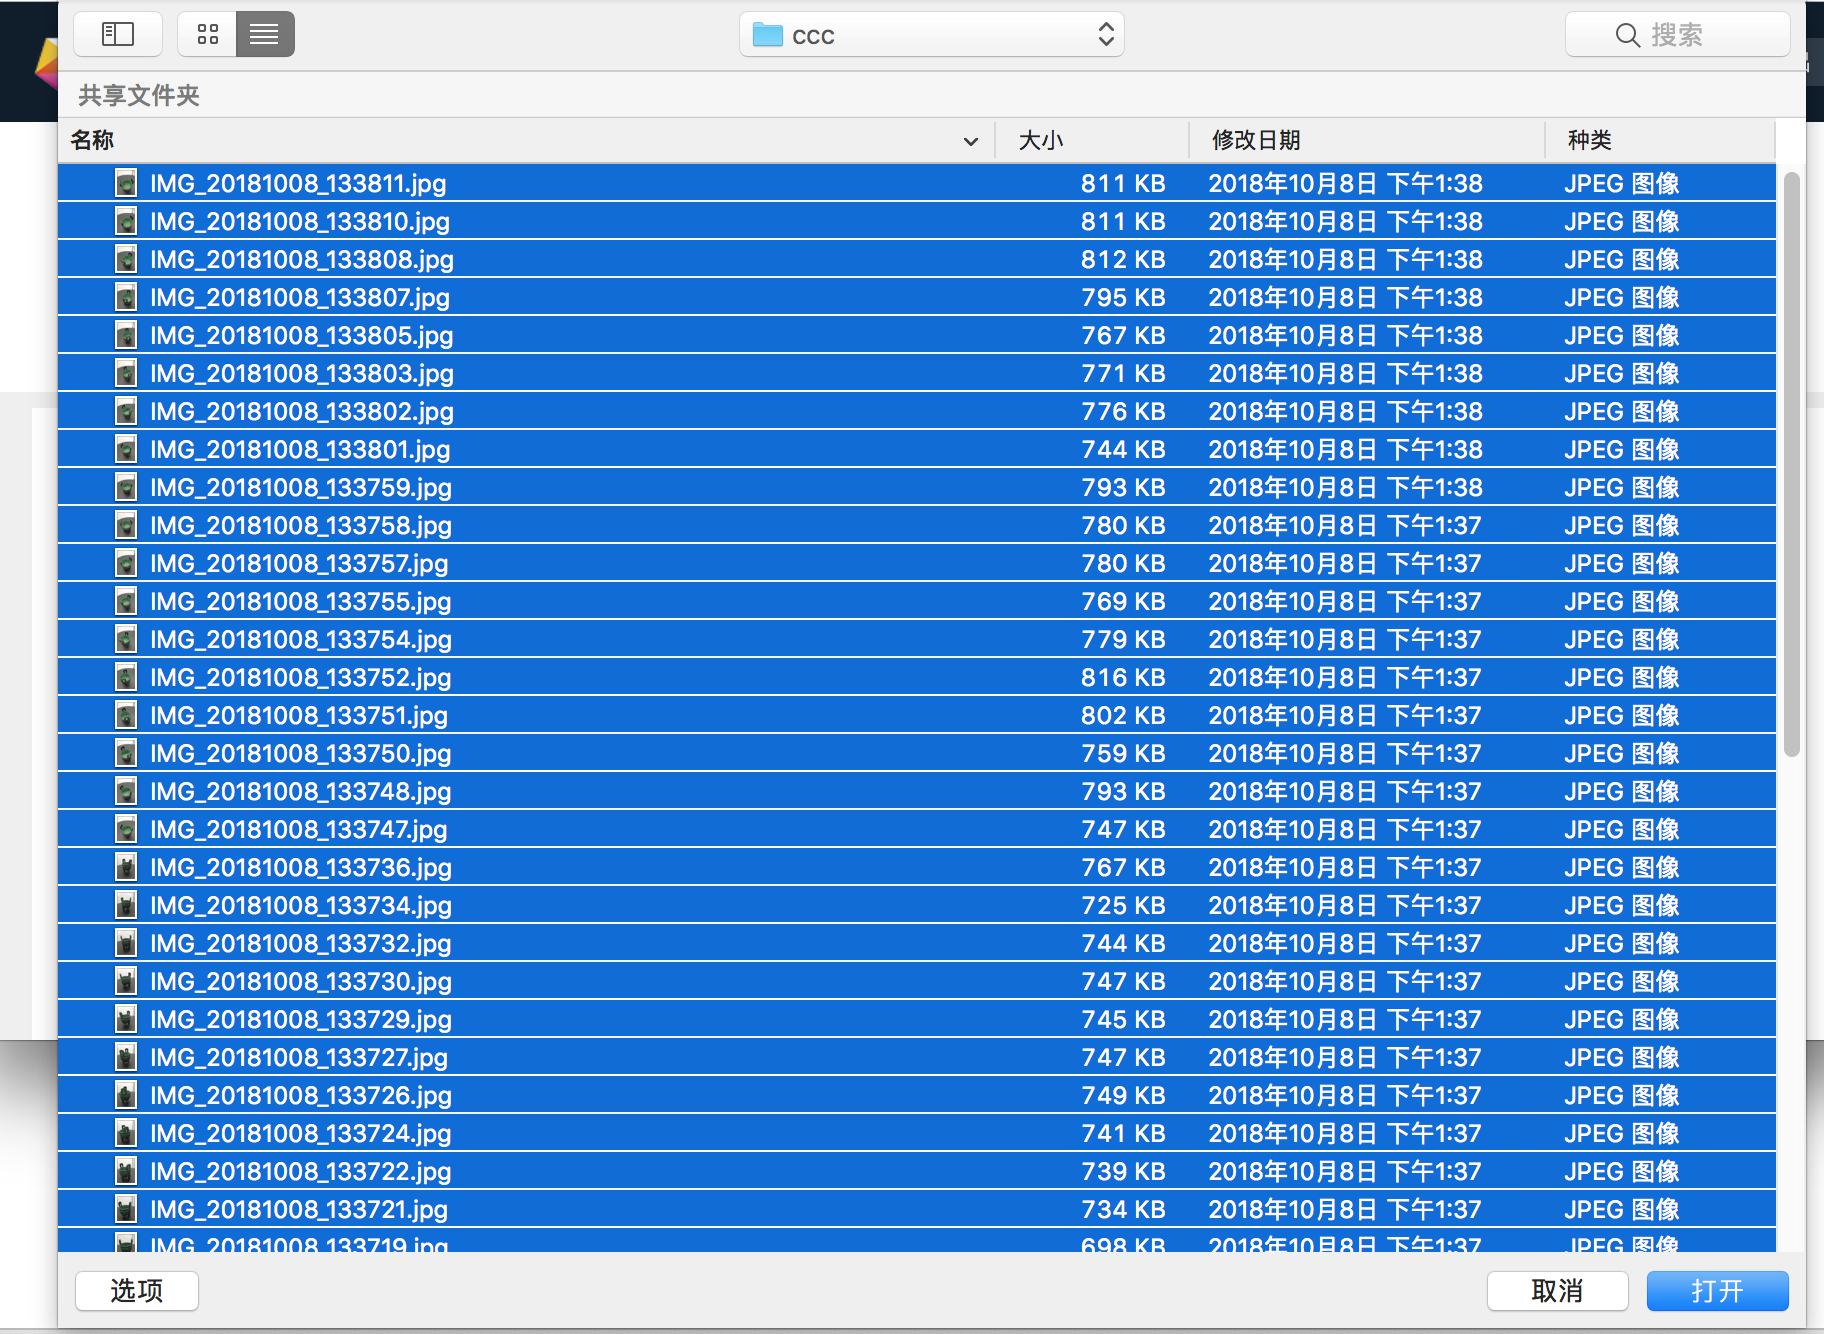 ccc
搜索
共享文件夹
名称 大小 修改日期 种类
IMG_20181008_133811.jpg 811 KB 2018年10月8日 下午1:38 JPEG 图像
IMG_20181008_133810.jpg 811 KB 2018年10月8日 下午1:38 JPEG 图像
IMG_20181008_133808.jpg 812 KB 2018年10月8日 下午1:38 JPEG 图像
IMG_20181008_133807.jpg 795 KB 2018年10月8日 下午1:38 JPEG 图像
IMG_20181008_133805.jpg 767 KB 2018年10月8日 下午1:38 JPEG 图像
IMG_20181008_133803.jpg 771 KB 2018年10月8日 下午1:38 JPEG 图像
IMG_20181008_133802.jpg 776 KB 2018年10月8日 下午1:38 JPEG 图像
IMG_20181008_133801.jpg 744 KB 2018年10月8日 下午1:38 JPEG 图像
IMG_20181008_133759.jpg 793 KB 2018年10月8日 下午1:38 JPEG 图像
IMG_20181008_133758.jpg 780 KB 2018年10月8日 下午1:37 JPEG 图像
IMG_20181008_133757.jpg 780 KB 2018年10月8日 下午1:37 JPEG 图像
IMG_20181008_133755.jpg 769 KB 2018年10月8日 下午1:37 JPEG 图像
IMG_20181008_133754.jpg 779 KB 2018年10月8日 下午1:37 JPEG 图像
IMG_20181008_133752.jpg 816 KB 2018年10月8日 下午1:37 JPEG 图像
IMG_20181008_133751.jpg 802 KB 2018年10月8日 下午1:37 JPEG 图像
IMG_20181008_133750.jpg 759 KB 2018年10月8日 下午1:37 JPEG 图像
IMG_20181008_133748.jpg 793 KB 2018年10月8日 下午1:37 JPEG 图像
IMG_20181008_133747.jpg 747 KB 2018年10月8日 下午1:37 JPEG 图像
IMG_20181008_133736.jpg 767 KB 2018年10月8日 下午1:37 JPEG 图像
IMG_20181008_133734.jpg 725 KB 2018年10月8日 下午1:37 JPEG 图像
IMG_20181008_133732.jpg 744 KB 2018年10月8日 下午1:37 JPEG 图像
IMG_20181008_133730.jpg 747 KB 2018年10月8日 下午1:37 JPEG 图像
IMG_20181008_133729.jpg 745 KB 2018年10月8日 下午1:37 JPEG 图像
IMG_20181008_133727.jpg 747 KB 2018年10月8日 下午1:37 JPEG 图像
IMG_20181008_133726.jpg 749 KB 2018年10月8日 下午1:37 JPEG 图像
IMG_20181008_133724.jpg 741 KB 2018年10月8日 下午1:37 JPEG 图像
IMG_20181008_133722.jpg 739 KB 2018年10月8日 下午1:37 JPEG 图像
IMG_20181008_133721.jpg 734 KB 2018年10月8日 下午1:37 JPEG 图像
IMG_20181008_133719.jpg 698 KB 2018年10月8日 下午1:37 JPEG 图像
选项 取消 打开